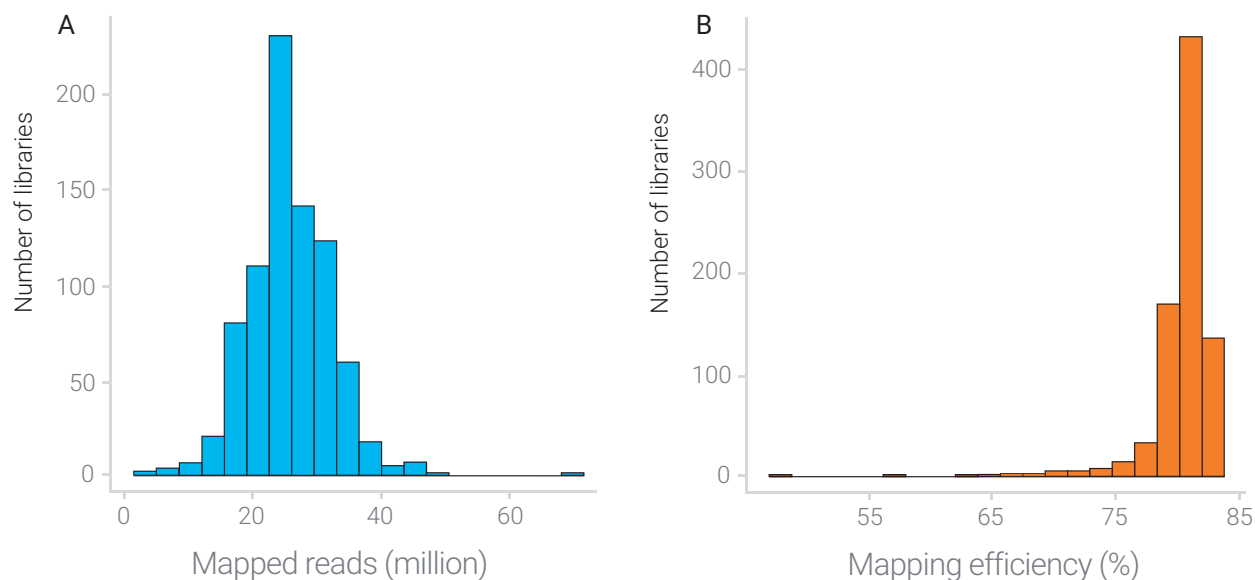 A
Number of libraries
200
150
100
50
0
0 20 40 60
Mapped reads (million)
B
Number of libraries
400
300
200
100
0
55 65 75 85
Mapping efficiency (%)